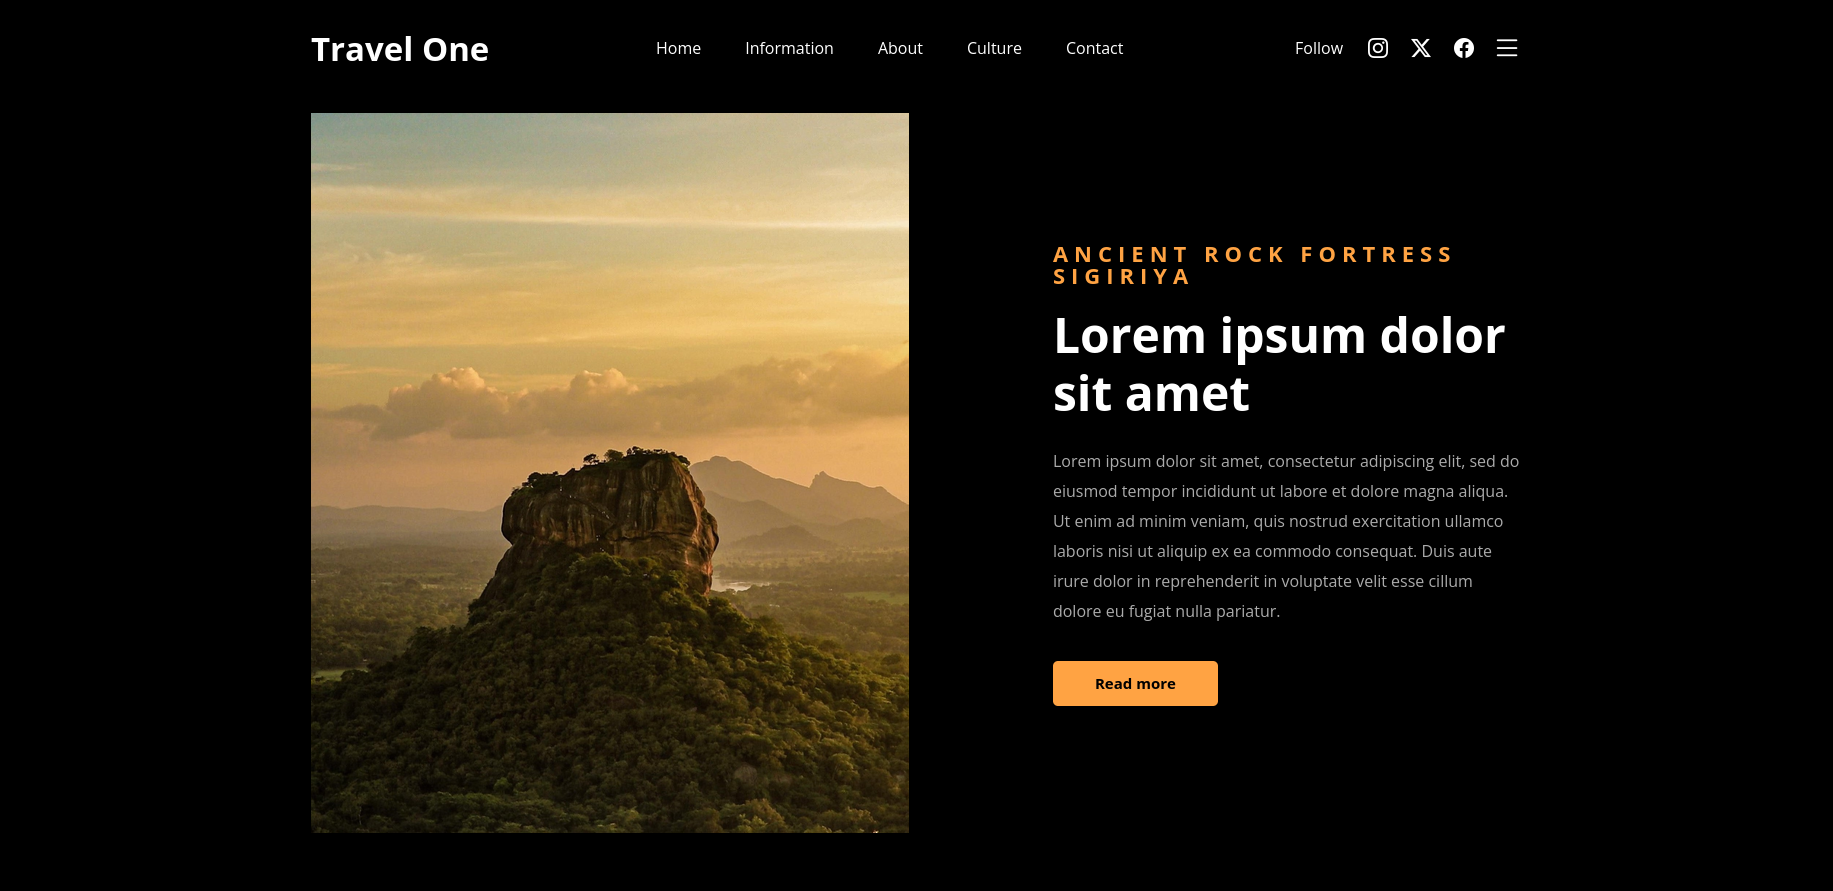 Travel One
Home Information About Culture Contact
Follow
ANCIENT ROCK FORTRESS
SIGIRIYA
Lorem ipsum dolor
sit amet
Lorem ipsum dolor sit amet, consectetur adipiscing elit, sed do
eiusmod tempor incididunt ut labore et dolore magna aliqua.
Ut enim ad minim veniam, quis nostrud exercitation ullamco
laboris nisi ut aliquip ex ea commodo consequat. Duis aute
irure dolor in reprehenderit in voluptate velit esse cillum
dolore eu fugiat nulla pariatur.
Read more